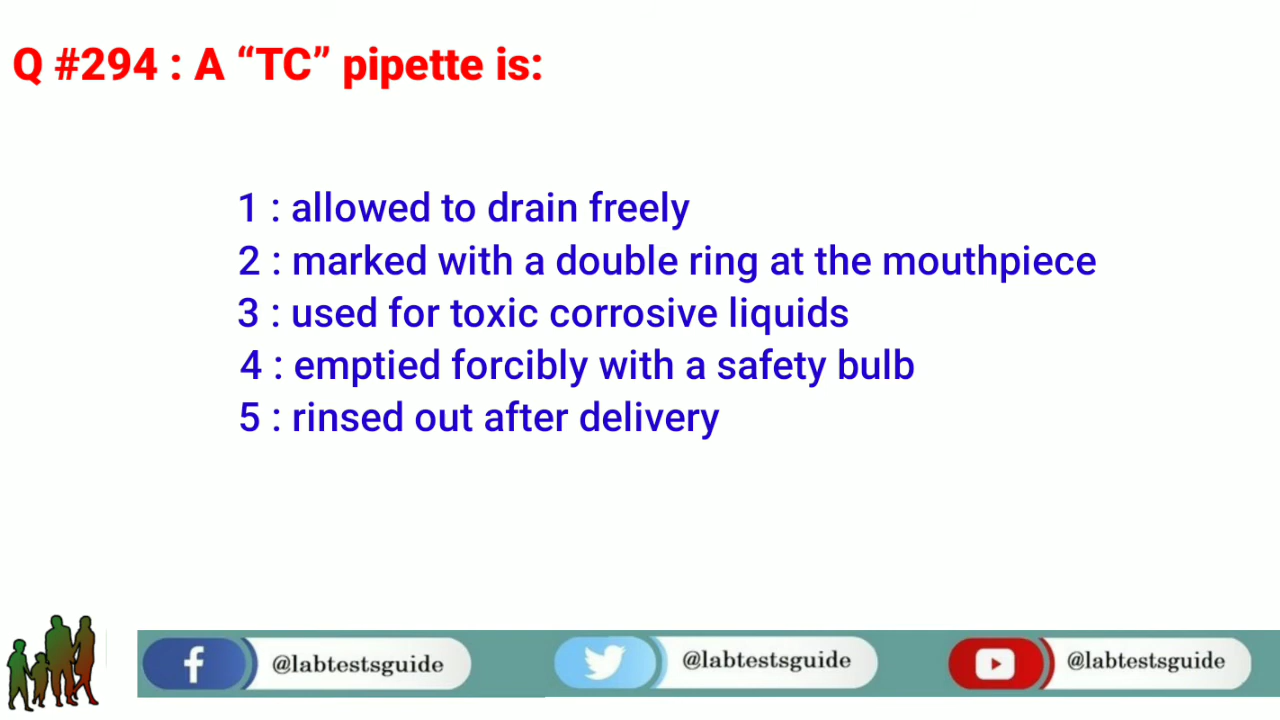 Q #294 : A “TC” pipette is:
1 : allowed to drain freely
2 : marked with a double ring at the mouthpiece
3 : used for toxic corrosive liquids
4 : emptied forcibly with a safety bulb
5 : rinsed out after delivery
f @labtestsguide @labtestsguide @labtestsguide